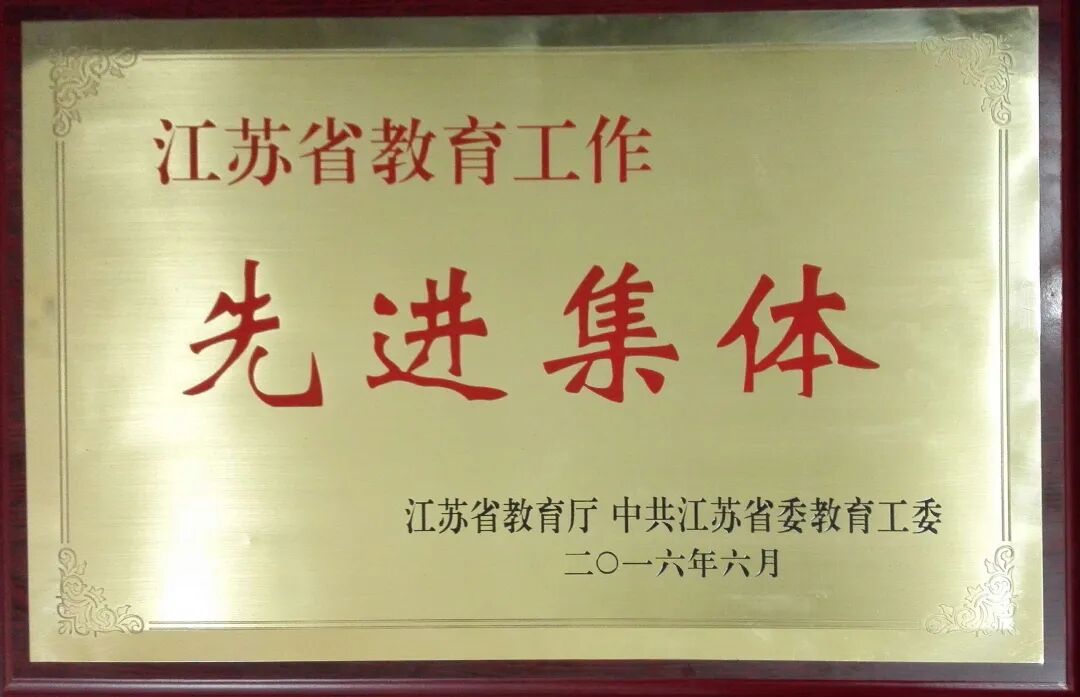 江苏省教育工作
先进集体
江苏省教育厅 中共江苏省委教育工委
二〇一六年六月